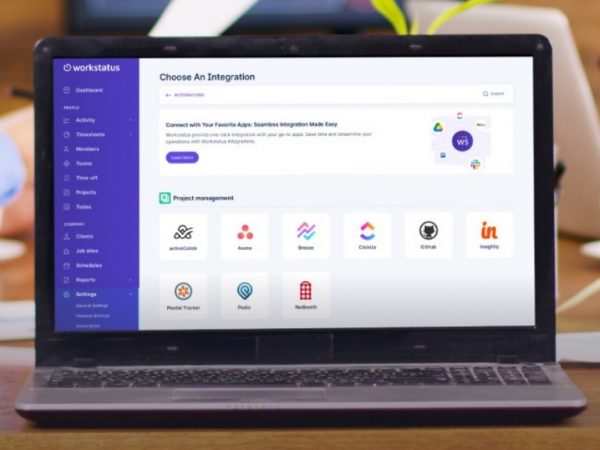 workstatus
Dashboard
PEOPLE
Activity
Timesheets
Members
Teams
Time-off
Projects
Todos
COMPANY
Clients
Job sites
Schedules
Reports
Settings
General Settings
Features Settings
Subscription
Choose An Integration
INTEGRATIONS
Search
Connect with Your Favorite Apps: Seamless Integration Made Easy
Workstatus provide one-click integration with your go-to apps. Save time and streamline your
operations with Workstatus Integrations.
Learn More
WS
Project management
activeCollab
Asana
Breeze
ClickUp
GitHub
in
Insightly
Pivotal Tracker
Podio
Redbooth